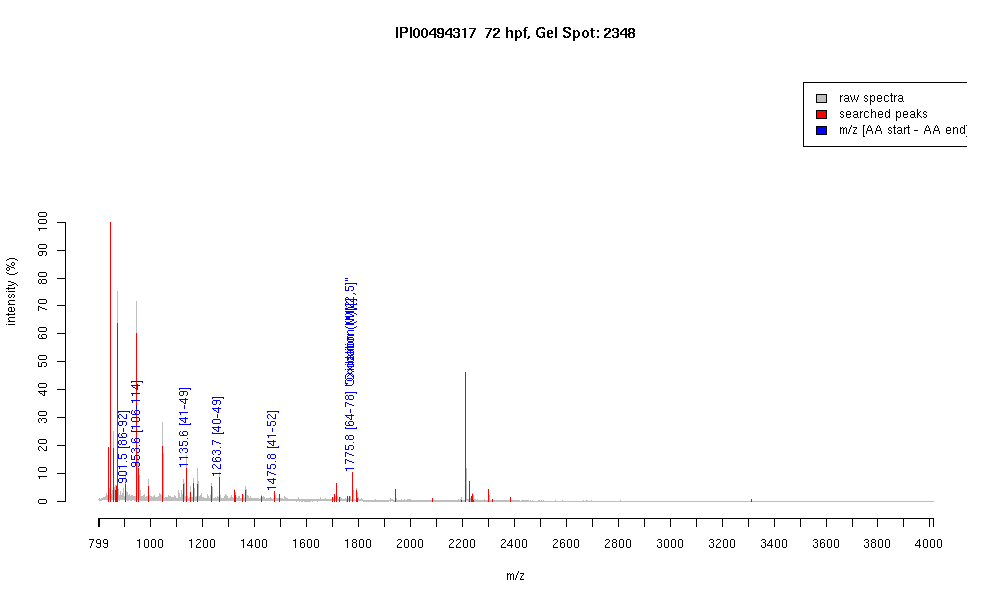 IPI00494317 72 hpf, Gel Spot: 2348
raw spectra
searched peaks
m/z [AA start - AA end]
intensity (%)
100
90
80
70
60
50
40
30
20
10
0
901.5 [86-92]
953.6 [106-114]
1135.6 [41-49]
1263.7 [40-49]
1475.8 [41-52]
1775.8 [64-78]
799 1000 1200 1400 1600 1800 2000 2200 2400 2600 2800 3000 3200 3400 3600 3800 4000
m/z